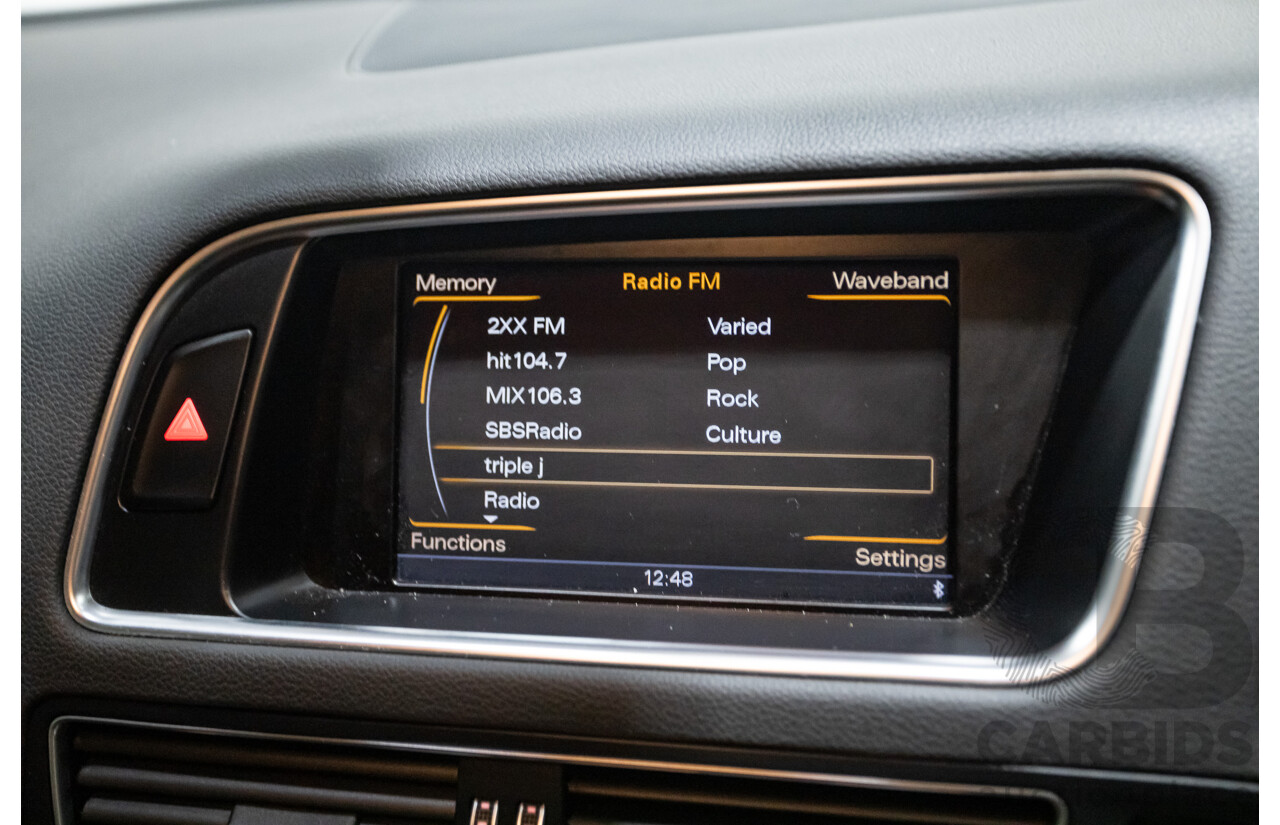 Memory Radio FM Waveband
2XX FM Varied
hit104.7 Pop
MIX106.3 Rock
SBSRadio Culture
triple j
Radio
Functions Settings
12:48
B
CARBIDS